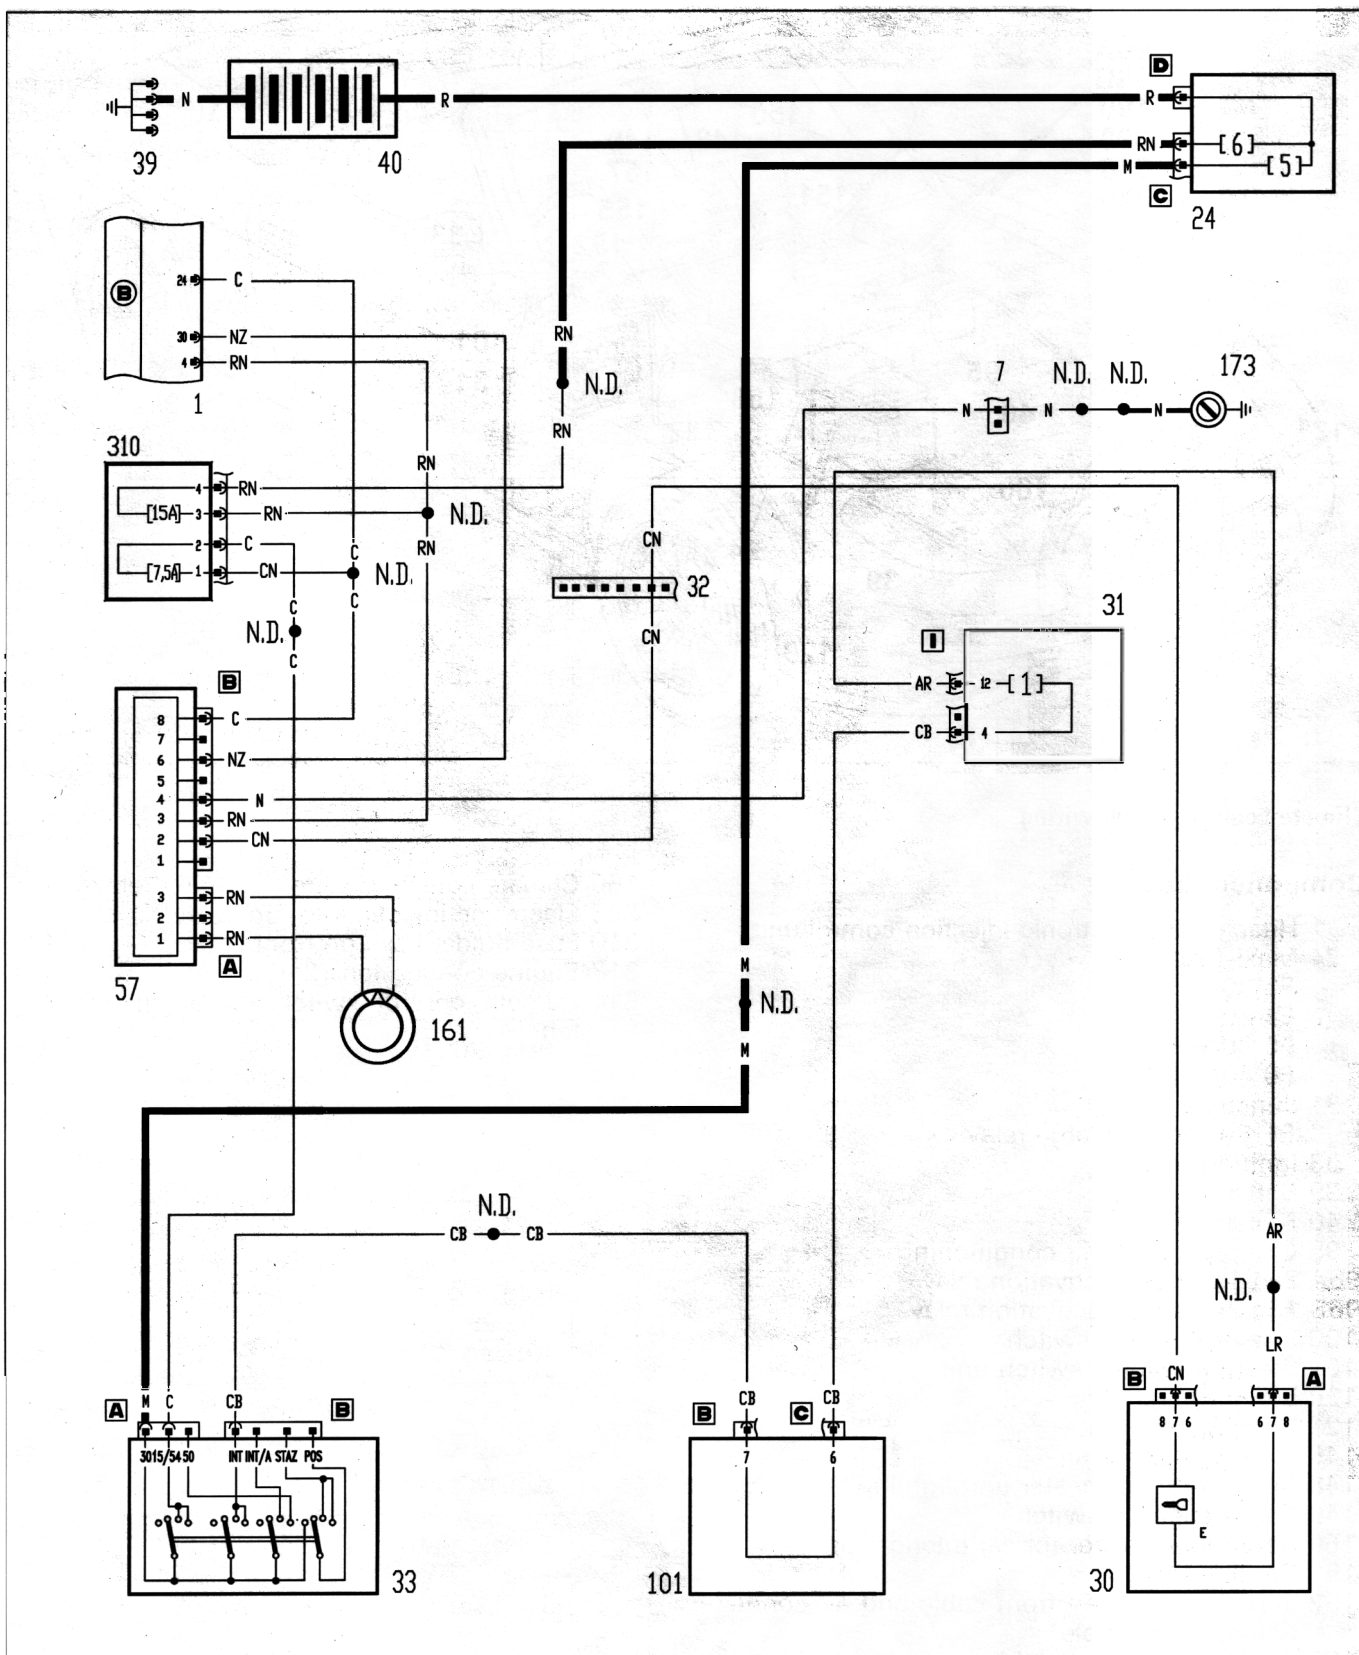 D
N
R
R
39
40
RN
[6]
M
[5]
C
24
24
C
B
30
NZ
4
RN
1
RN
N.D.
RN
7
N.D.
N.D.
173
N
N
N
310
4
RN
[15A]
3
RN
RN
N.D.
RN
2
C
C
[7,5A]
1
CN
N.D.
C
C
N.D.
C
CN
32
CN
31
I
AR
12
[1]
CB
4
B
8
C
7
6
NZ
5
4
N
3
RN
2
CN
1
3
RN
2
1
RN
A
57
161
M
N.D.
M
N.D.
CB
CB
AR
N.D.
LR
A
M
C
CB
B
30
15/54
50
INT
INT/A
STAZ
POS
33
CB
CB
B
C
7
6
101
B
CN
A
8 7 6
6 7 8
E
30